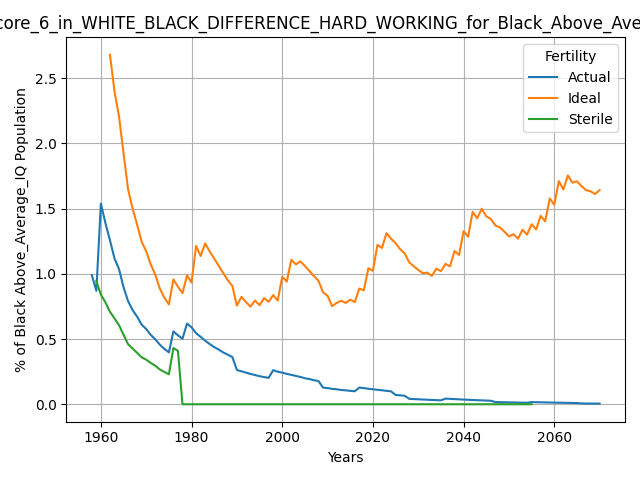 core_6_in_WHITE_BLACK_DIFFERENCE_HARD_WORKING_for_Black_Above_Ave
% of Black Above_Average_IQ Population
2.5
2.0
1.5
1.0
0.5
0.0
Fertility
Actual
Ideal
Sterile
1960
1980
2000
2020
2040
2060
Years